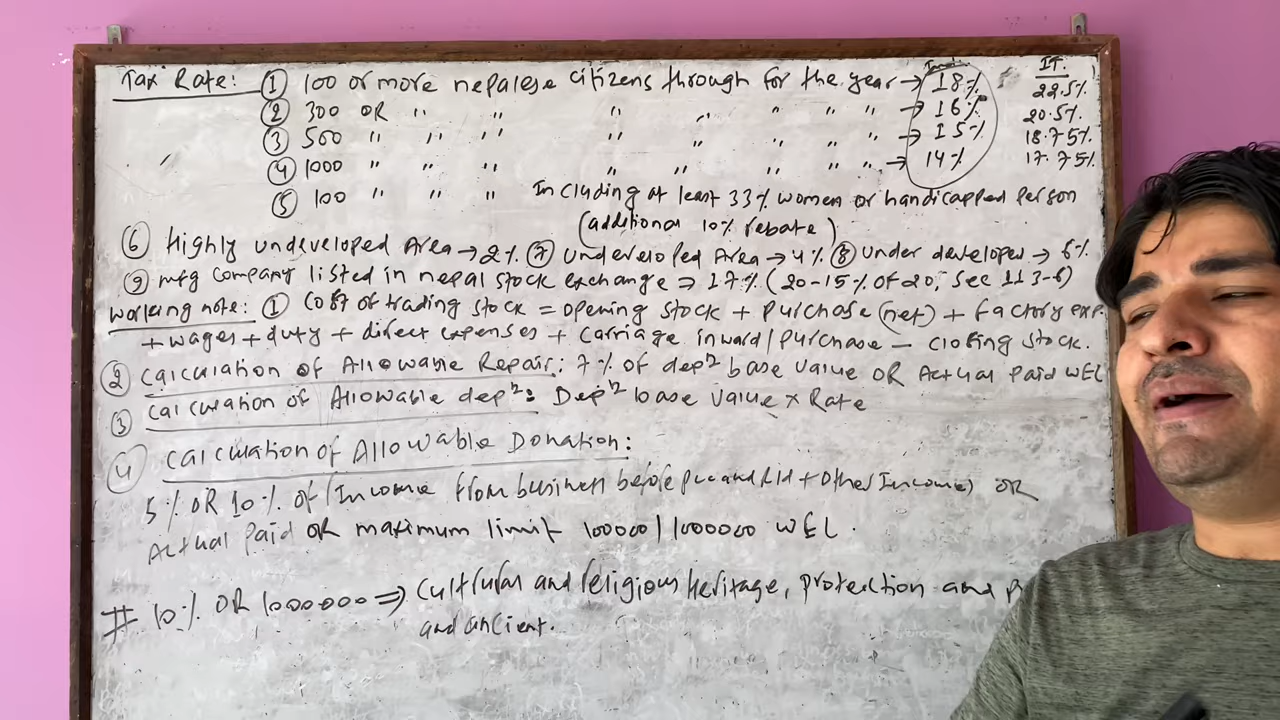 Tax Rate: ① 100 or more nepalese citizens through for the year → 18% IT. 22.5%
② 300 OR " " " " " " " → 16% 20.5%
③ 500 " " " " " " " → 15% 18.75%
④ 1000 " " " " " " " " → 14% 17.75%
⑤ 100 " " " Including at least 33% women or handicapped Person
(additional 10% rebate)
⑥ Highly undeveloped Area → 2% ⑦ Undeveloped Area → 4% ⑧ Under developed → 6%
⑨ mfg company listed in nepal stock exchange → 17% (20-15% of 20, Sec 113-6)
Working note: ① Cost of trading stock = opening stock + Purchase (net) + factory exp.
+ wages + duty + direct expenses + carriage inward/Purchase - closing stock.
② Calculation of Allowable Repair: 7% of depⁿ base value OR Actual Paid WEL
③ Calculation of Allowable depⁿ: Depⁿ base value × Rate
④ Calculation of Allowable Donation:
5% OR 10% of (Income from business before and + Other Income) OR
Actual Paid OR maximum limit 100000/1000000 WEL.
# 10% OR 1000000 ⇒ Cultural and religious heritage, protection and
and ancient.